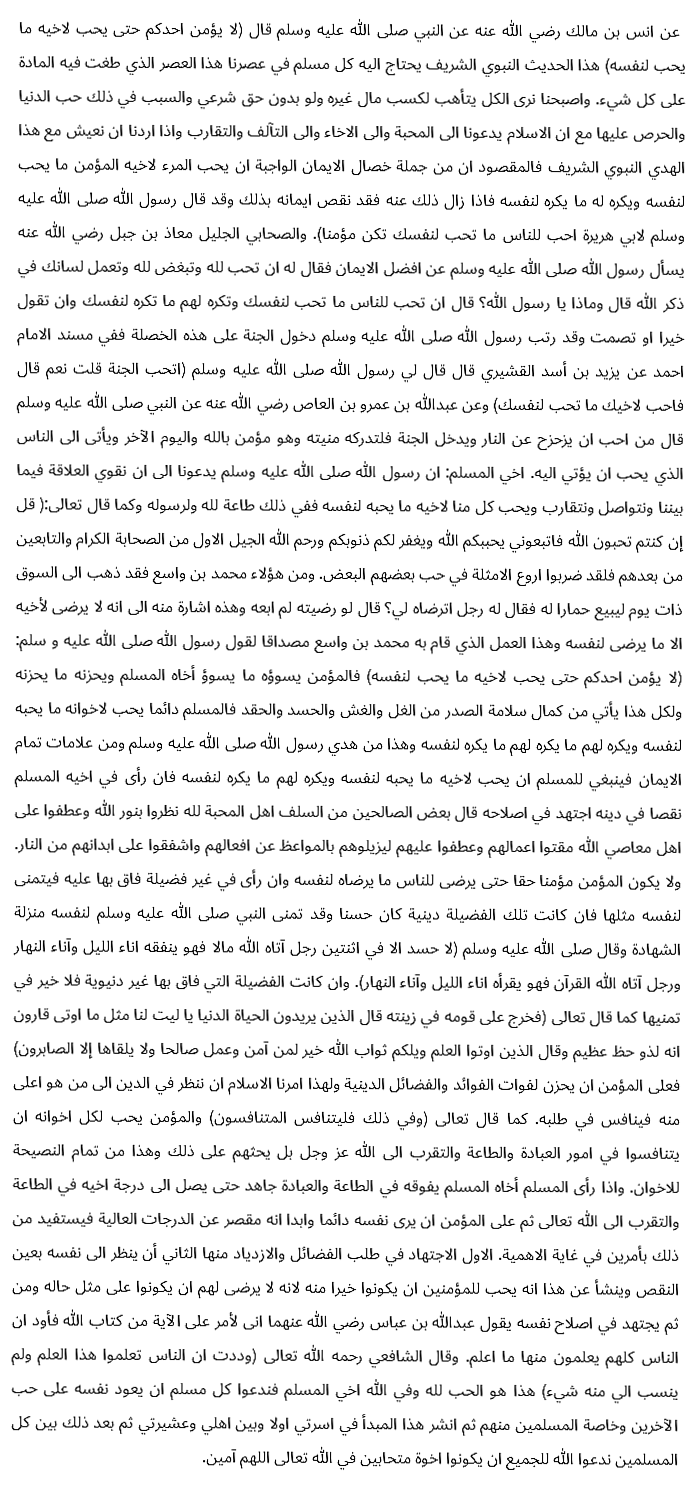 عن انس بن مالك رضي الله عنه عن النبي صلى الله عليه وسلم قال (لا يؤمن احدكم حتى يحب لاخيه ما
يحب لنفسه) هذا الحديث النبوي الشريف يحتاج اليه كل مسلم في عصرنا هذا العصر الذي طغت فيه المادة
على كل شيء. واصبحنا نرى الكل يتأهب لكسب مال غيره ولو بدون حق شرعي والسبب في ذلك حب الدنيا
والحرص عليها مع ان الاسلام يدعونا الى المحبة والى الاخاء والى التآلف والتقارب واذا اردنا ان نعيش مع هذا
الهدي النبوي الشريف فالمقصود ان من جملة خصال الايمان الواجبة ان يحب المرء لاخيه المؤمن ما يحب
لنفسه ويكره له ما يكره لنفسه فاذا زال ذلك عنه فقد نقص ايمانه بذلك وقد قال رسول الله صلى الله عليه
وسلم لابي هريرة احب للناس ما تحب لنفسك تكن مؤمنا). والصحابي الجليل معاذ بن جبل رضي الله عنه
يسأل رسول الله صلى الله عليه وسلم عن افضل الايمان فقال له ان تحب لله وتبغض لله وتعمل لسانك في
ذكر الله قال وماذا يا رسول الله؟ قال ان تحب للناس ما تحب لنفسك وتكره لهم ما تكره لنفسك وان تقول
خيرا او تصمت وقد رتب رسول الله صلى الله عليه وسلم دخول الجنة على هذه الخصلة ففي مسند الامام
احمد عن يزيد بن أسد القشيري قال قال لي رسول الله صلى الله عليه وسلم (اتحب الجنة قلت نعم قال
فاحب لاخيك ما تحب لنفسك) وعن عبدالله بن عمرو بن العاص رضي الله عنه عن النبي صلى الله عليه وسلم
قال من احب ان يزحزح عن النار ويدخل الجنة فلتدركه منيته وهو مؤمن بالله واليوم الآخر ويأتى الى الناس
الذي يحب ان يؤتي اليه. اخي المسلم: ان رسول الله صلى الله عليه وسلم يدعونا الى ان نقوي العلاقة فيما
بيننا ونتواصل ونتقارب ويحب كل منا لاخيه ما يحبه لنفسه ففي ذلك طاعة لله ولرسوله وكما قال تعالى:( قل
إن كنتم تحبون الله فاتبعوني يحببكم الله ويغفر لكم ذنوبكم ورحم الله الجيل الاول من الصحابة الكرام والتابعين
من بعدهم فلقد ضربوا اروع الامثلة في حب بعضهم البعض. ومن هؤلاء محمد بن واسع فقد ذهب الى السوق
ذات يوم ليبيع حمارا له فقال له رجل اترضاه لي؟ قال لو رضيته لم ابعه وهذه اشارة منه الى انه لا يرضى لأخيه
الا ما يرضى لنفسه وهذا العمل الذي قام به محمد بن واسع مصداقا لقول رسول الله صلى الله عليه و سلم:
(لا يؤمن احدكم حتى يحب لاخيه ما يحب لنفسه) فالمؤمن يسوؤه ما يسوؤ أخاه المسلم ويحزنه ما يحزنه
ولكل هذا يأتي من كمال سلامة الصدر من الغل والغش والحسد والحقد فالمسلم دائما يحب لاخوانه ما يحبه
لنفسه ويكره لهم ما يكره لهم ما يكره لنفسه وهذا من هدي رسول الله صلى الله عليه وسلم ومن علامات تمام
الايمان فينبغي للمسلم ان يحب لاخيه ما يحبه لنفسه ويكره لهم ما يكره لنفسه فان رأى في اخيه المسلم
نقصا في دينه اجتهد في اصلاحه قال بعض الصالحين من السلف اهل المحبة لله نظروا بنور الله وعطفوا على
اهل معاصي الله مقتوا اعمالهم وعطفوا عليهم ليزيلوهم بالمواعظ عن افعالهم واشفقوا على ابدانهم من النار.
ولا يكون المؤمن مؤمنا حقا حتى يرضى للناس ما يرضاه لنفسه وان رأى في غير فضيلة فاق بها عليه فيتمنى
لنفسه مثلها فان كانت تلك الفضيلة دينية كان حسنا وقد تمنى النبي صلى الله عليه وسلم لنفسه منزلة
الشهادة وقال صلى الله عليه وسلم (لا حسد الا في اثنتين رجل آتاه الله مالا فهو ينفقه اناء الليل وآناء النهار
ورجل آتاه الله القرآن فهو يقرأه اناء الليل وآناء النهار). وان كانت الفضيلة التي فاق بها غير دنيوية فلا خير في
تمنيها كما قال تعالى (فخرج على قومه في زينته قال الذين يريدون الحياة الدنيا يا ليت لنا مثل ما اوتى قارون
انه لذو حظ عظيم وقال الذين اوتوا العلم ويلكم ثواب الله خير لمن آمن وعمل صالحا ولا يلقاها إلا الصابرون)
فعلى المؤمن ان يحزن لفوات الفوائد والفضائل الدينية ولهذا امرنا الاسلام ان ننظر في الدين الى من هو اعلى
منه فينافس في طلبه. كما قال تعالى (وفي ذلك فليتنافس المتنافسون) والمؤمن يحب لكل اخوانه ان
يتنافسوا في امور العبادة والطاعة والتقرب الى الله عز وجل بل يحثهم على ذلك وهذا من تمام النصيحة
للاخوان. واذا رأى المسلم أخاه المسلم يفوقه في الطاعة والعبادة جاهد حتى يصل الى درجة اخيه في الطاعة
والتقرب الى الله تعالى ثم على المؤمن ان يرى نفسه دائما وابدا انه مقصر عن الدرجات العالية فيستفيد من
ذلك بأمرين في غاية الاهمية. الاول الاجتهاد في طلب الفضائل والازدياد منها الثاني أن ينظر الى نفسه بعين
النقص وينشأ عن هذا انه يحب للمؤمنين ان يكونوا خيرا منه لانه لا يرضى لهم ان يكونوا على مثل حاله ومن
ثم يجتهد في اصلاح نفسه يقول عبدالله بن عباس رضي الله عنهما انى لأمر على الآية من كتاب الله فأود ان
الناس كلهم يعلمون منها ما اعلم. وقال الشافعي رحمه الله تعالى (وددت ان الناس تعلموا هذا العلم ولم
ينسب الي منه شيء) هذا هو الحب لله وفي الله اخي المسلم فندعوا كل مسلم ان يعود نفسه على حب
الآخرين وخاصة المسلمين منهم ثم انشر هذا المبدأ في اسرتي اولا وبين اهلي وعشيرتي ثم بعد ذلك بين كل
المسلمين ندعوا الله للجميع ان يكونوا اخوة متحابين في الله تعالى اللهم آمين.